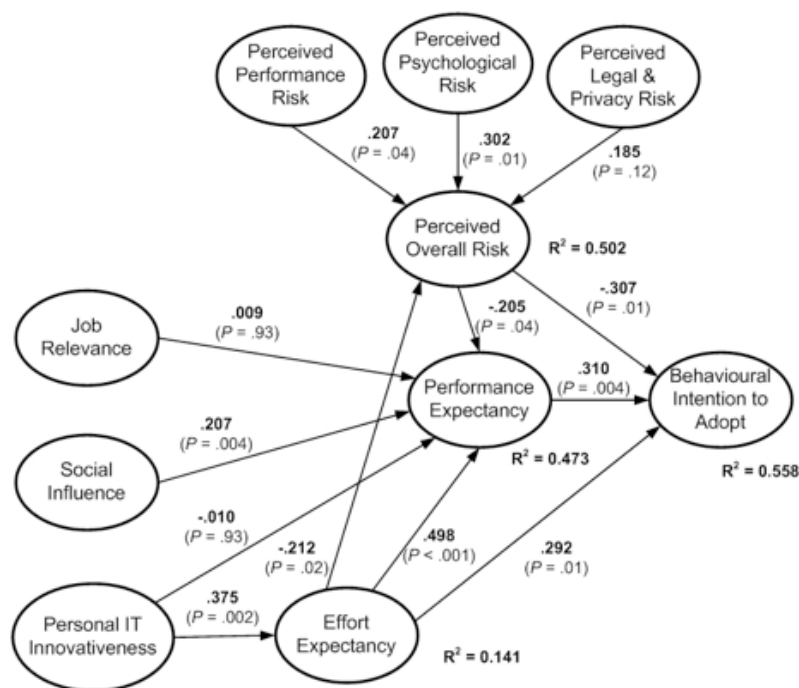 Perceived
Performance
Risk
Perceived
Psychological
Risk
Perceived
Legal &
Privacy Risk
.207
(P = .04)
.302
(P = .01)
.185
(P = .12)
Perceived
Overall Risk
R² = 0.502
Job
Relevance
.009
(P = .93)
-.205
(P = .04)
-.307
(P = .01)
Performance
Expectancy
R² = 0.473
.310
(P = .004)
Behavioural
Intention to
Adopt
R² = 0.558
Social
Influence
.207
(P = .004)
-.010
(P = .93)
-.212
(P = .02)
.498
(P < .001)
.292
(P = .01)
Personal IT
Innovativeness
.375
(P = .002)
Effort
Expectancy
R² = 0.141